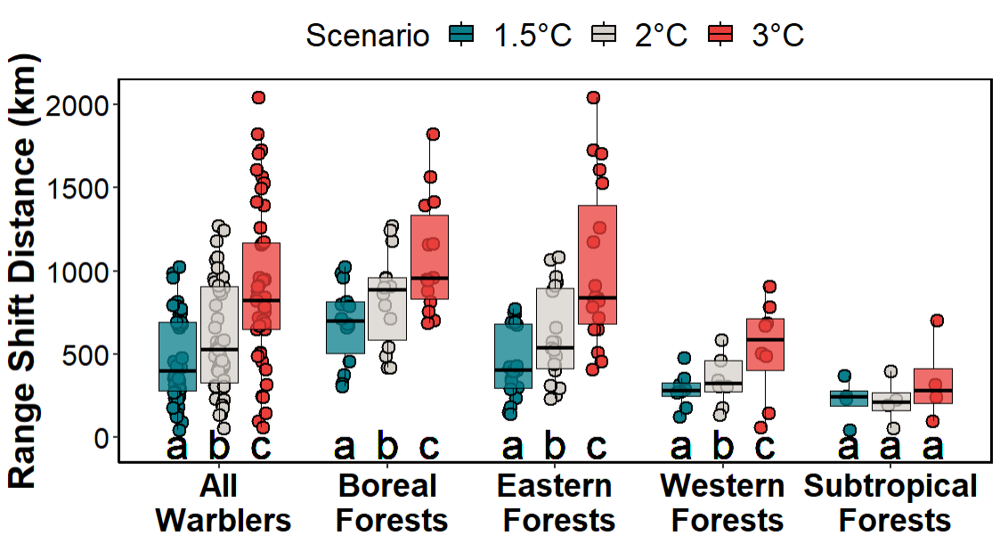 Scenario 1.5°C 2°C 3°C
Range Shift Distance (km)
2000
1500
1000
500
0
a b c a b c a b c a b c a a a
All Boreal Eastern Western Subtropical
Warblers Forests Forests Forests Forests